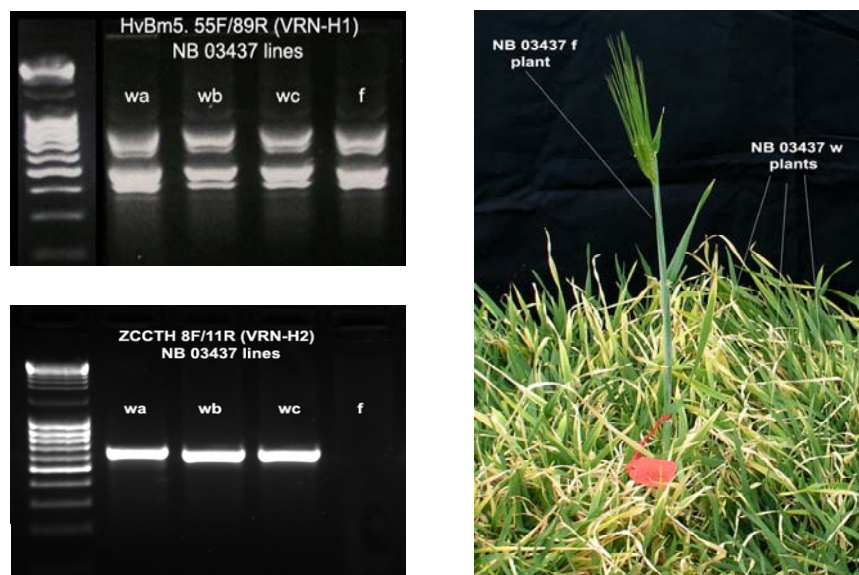 HvBm5. 55F/89R (VRN-H1)
NB 03437 lines
wa wb wc f
ZCCTH 8F/11R (VRN-H2)
NB 03437 lines
wa wb wc f
NB 03437 f
plant
NB 03437 w
plants